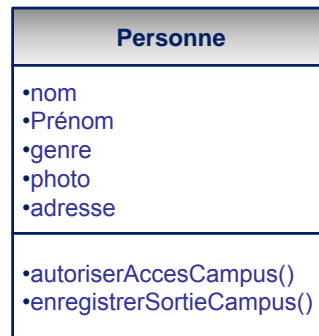 Personne
•nom
•Prénom
•genre
•photo
•adresse
•autoriserAccesCampus()
•enregistrerSortieCampus()